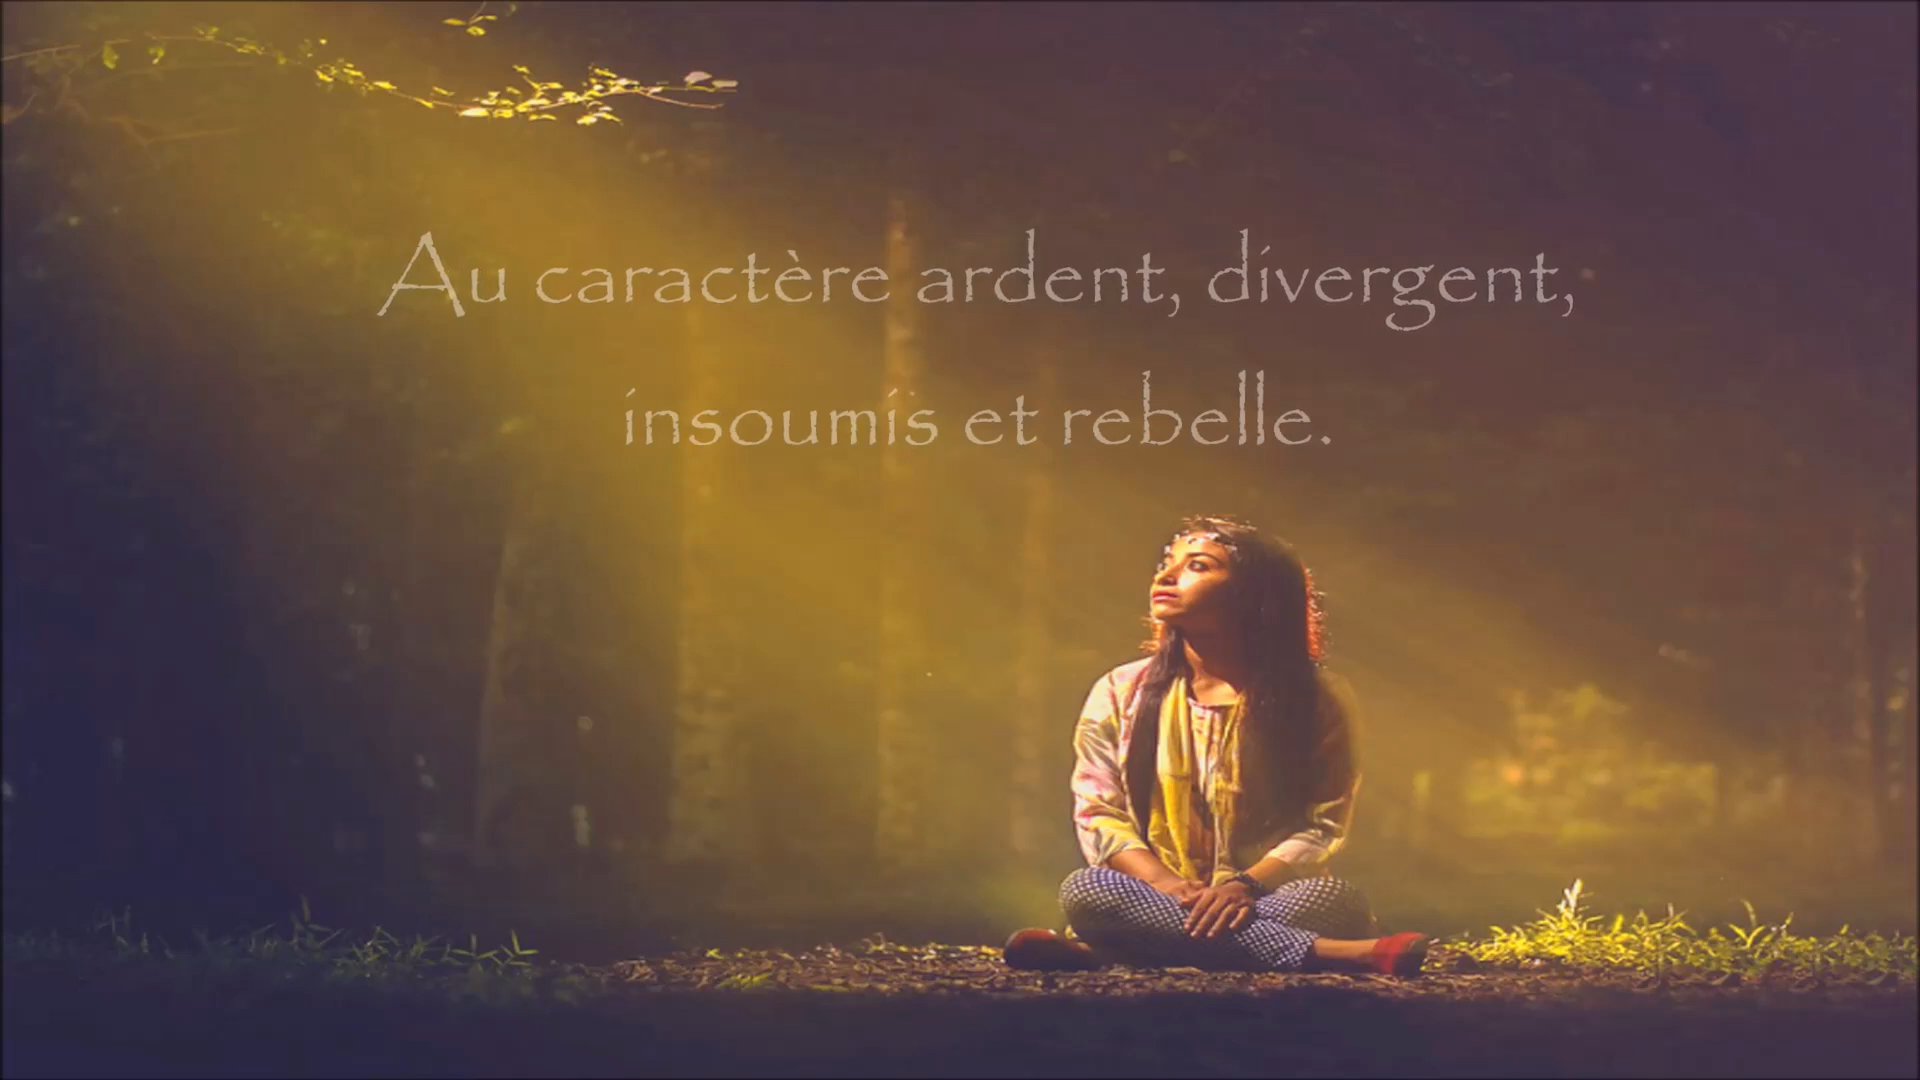 Au caractère ardent, divergent,
insoumis et rebelle.